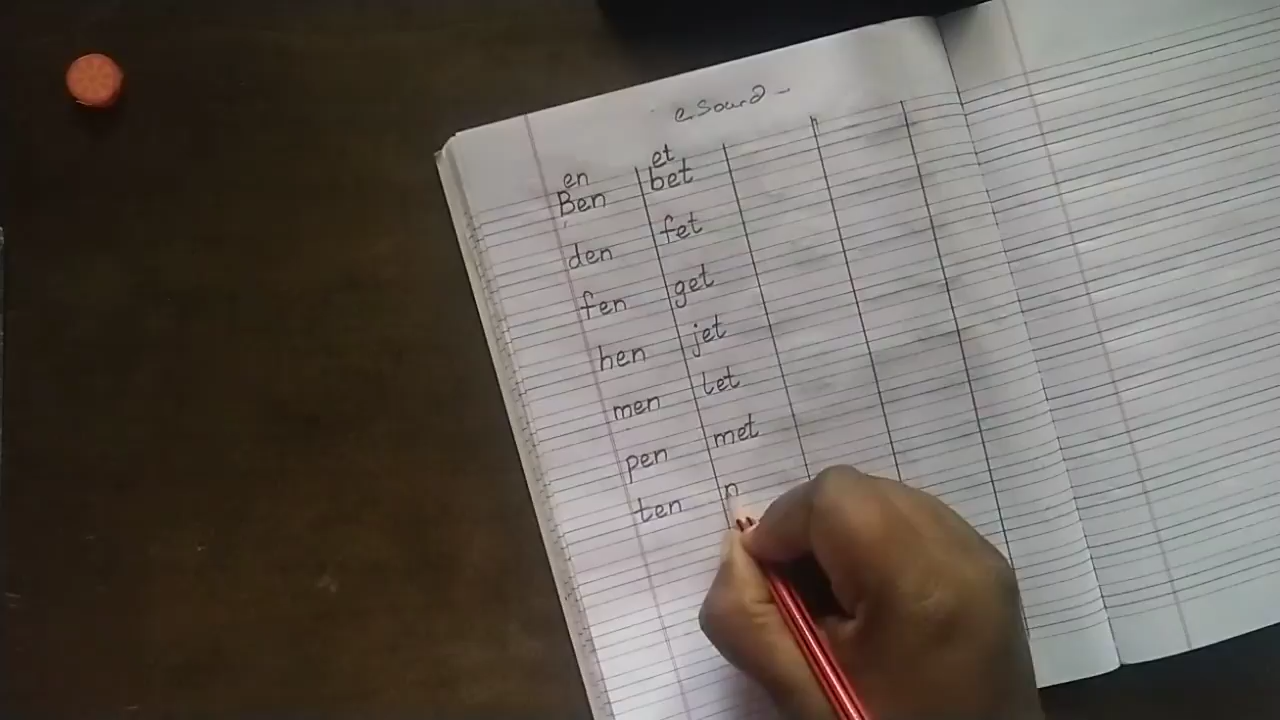 e Sound -
en et
Ben bet
den fet
fen get
hen jet
men let
pen met
ten n